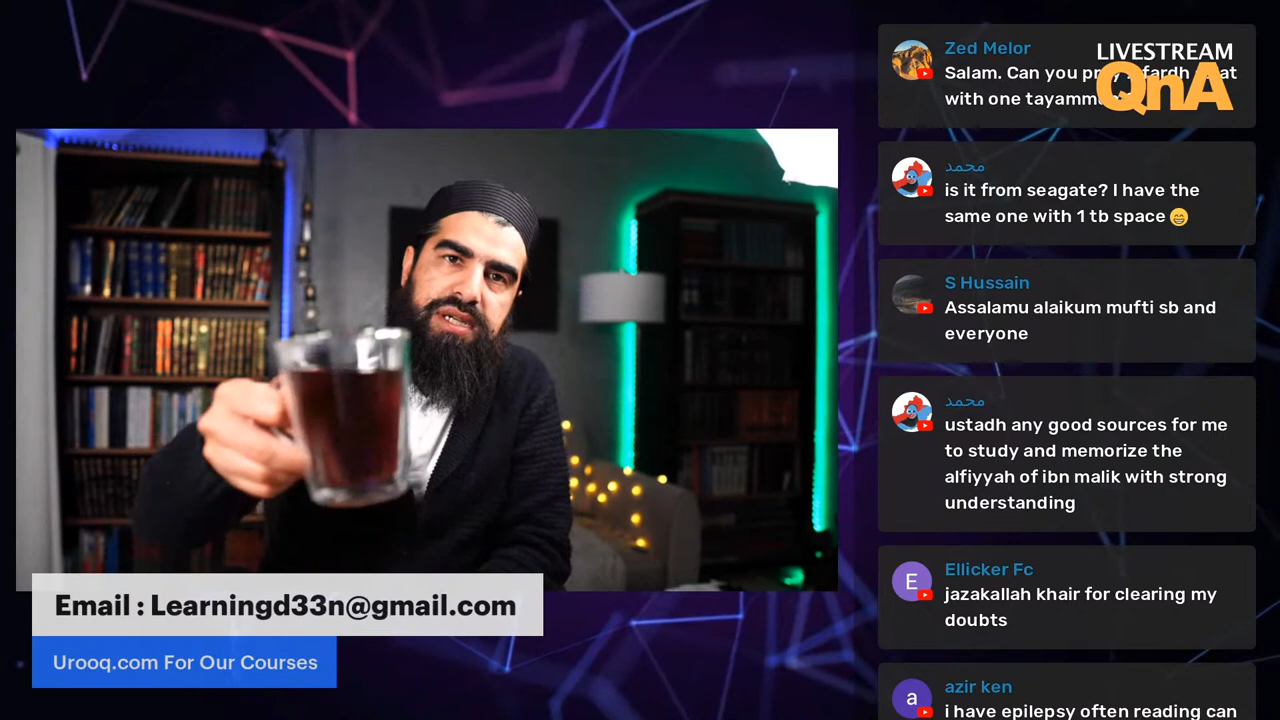 LIVESTREAM
QnA
Zed Melor
Salam. Can you
with one
محمد
is it from seagate? I have the
same one with 1 tb space 😁
S Hussain
Assalamu alaikum mufti sb and
everyone
محمد
ustadh any good sources for me
to study and memorize the
alfiyyah of ibn malik with strong
understanding
E
Ellicker Fc
jazakallah khair for clearing my
doubts
a
azir ken
i have epilepsy often reading can
Email : Learningd33n@gmail.com
Urooq.com For Our Courses